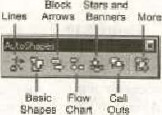 Block Stars and
Lines Arrows Banners More
AutoShapes
Basic Flow Call
Shapes Chart Outs